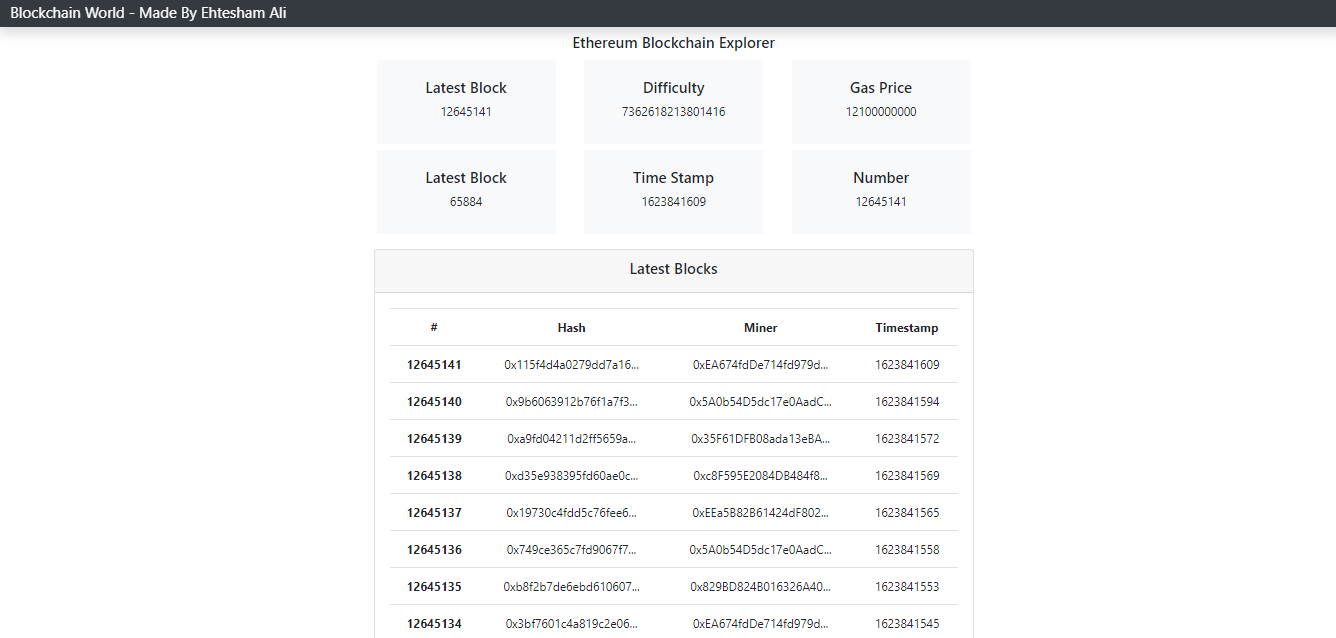 Blockchain World - Made By Ehtesham Ali
Ethereum Blockchain Explorer
Latest Block Difficulty Gas Price
12645141 7362618213801416 12100000000
Latest Block Time Stamp Number
65884 1623841609 12645141
Latest Blocks
# Hash Miner Timestamp
12645141 0x115f4d4a0279dd7a16... 0xEA674fdDe714fd979d... 1623841609
12645140 0x9b6063912b76f1a7f3... 0x5A0b54D5dc17e0AadC... 1623841594
12645139 0xa9fd04211d2ff5659a... 0x35F61DFB08ada13eBA... 1623841572
12645138 0xd35e938395fd60ae0c... 0xc8F595E2084DB484f8... 1623841569
12645137 0x19730c4fdd5c76fee6... 0xEEa5B82B61424dF802... 1623841565
12645136 0x749ce365c7fd9067f7... 0x5A0b54D5dc17e0AadC... 1623841558
12645135 0xb8f2b7de6ebd610607... 0x829BD824B016326A40... 1623841553
12645134 0x3bf7601c4a819c2e06... 0xEA674fdDe714fd979d... 1623841545